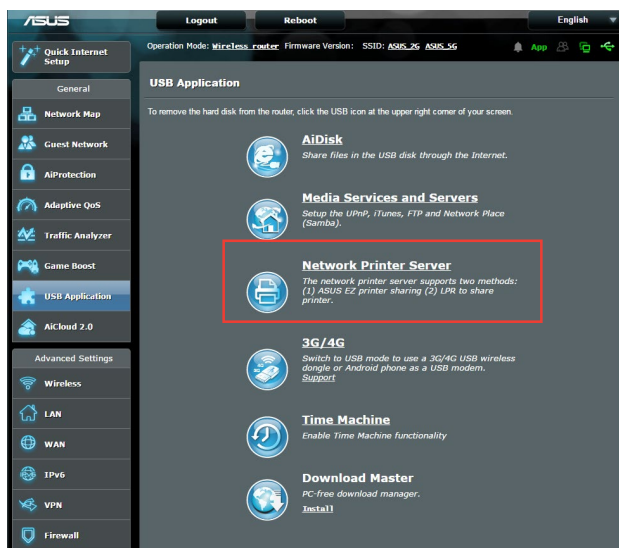 ASUS
Logout
Reboot
English
Quick Internet
Setup
Operation Mode: Wireless router Firmware Version: SSID: ASUS_2G ASUS_5G
App
General
Network Map
Guest Network
AiProtection
Adaptive QoS
Traffic Analyzer
Game Boost
USB Application
AiCloud 2.0
Advanced Settings
Wireless
LAN
WAN
IPv6
VPN
Firewall
USB Application
To remove the hard disk from the router, click the USB icon at the upper right corner of your screen.
AiDisk
Share files in the USB disk through the Internet.
Media Services and Servers
Setup the UPnP, iTunes, FTP and Network Place
(Samba).
Network Printer Server
The network printer server supports two methods:
(1) ASUS EZ printer sharing (2) LPR to share
printer.
3G/4G
Switch to USB mode to use a 3G/4G USB wireless
dongle or Android phone as a USB modem.
Support
Time Machine
Enable Time Machine functionality
Download Master
PC-free download manager.
Install